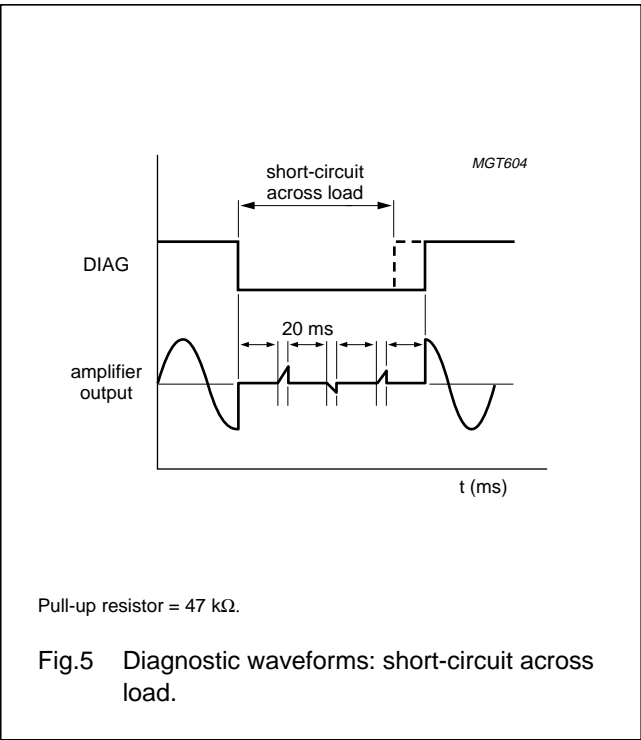 MGT604
short-circuit
across load
DIAG
20 ms
amplifier
output
t (ms)
Pull-up resistor = 47 kΩ.
Fig.5 Diagnostic waveforms: short-circuit across
load.